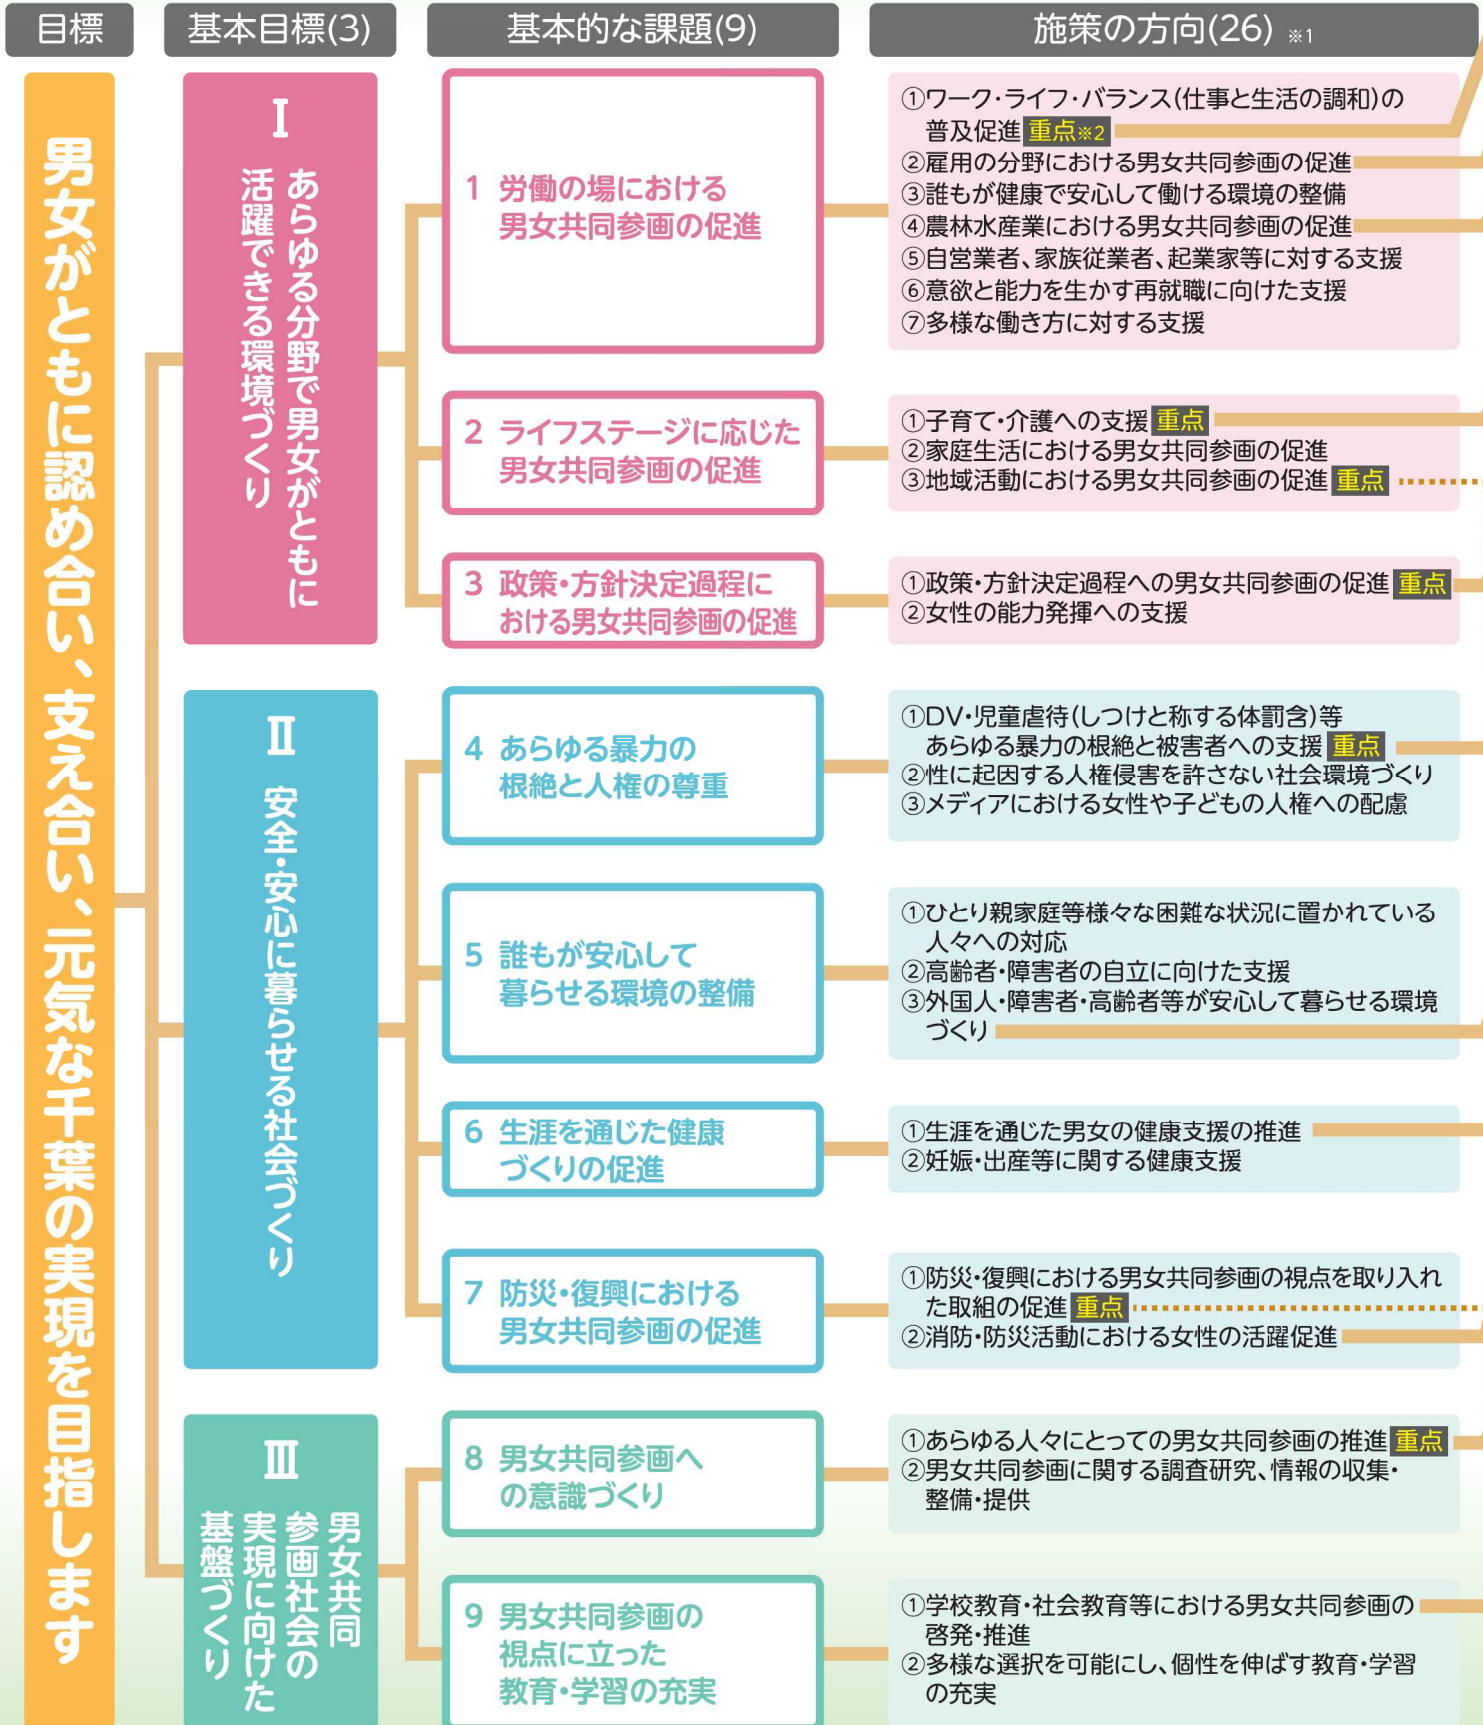 目標
基本目標(3)
基本的な課題(9)
施策の方向(26) ※1
男女がともに認め合い、支え合い、元気な千葉の実現を目指します
Ⅰ
あらゆる分野で男女がともに
活躍できる環境づくり
1 労働の場における
男女共同参画の促進
①ワーク・ライフ・バランス(仕事と生活の調和)の
普及促進 重点※2
②雇用の分野における男女共同参画の促進
③誰もが健康で安心して働ける環境の整備
④農林水産業における男女共同参画の促進
⑤自営業者、家族従業者、起業家等に対する支援
⑥意欲と能力を生かす再就職に向けた支援
⑦多様な働き方に対する支援
2 ライフステージに応じた
男女共同参画の促進
①子育て・介護への支援 重点
②家庭生活における男女共同参画の促進
③地域活動における男女共同参画の促進 重点
3 政策・方針決定過程に
おける男女共同参画の促進
①政策・方針決定過程への男女共同参画の促進 重点
②女性の能力発揮への支援
Ⅱ
安全・安心に暮らせる社会づくり
4 あらゆる暴力の
根絶と人権の尊重
①DV・児童虐待(しつけと称する体罰含)等
あらゆる暴力の根絶と被害者への支援 重点
②性に起因する人権侵害を許さない社会環境づくり
③メディアにおける女性や子どもの人権への配慮
5 誰もが安心して
暮らせる環境の整備
①ひとり親家庭等様々な困難な状況に置かれている
人々への対応
②高齢者・障害者の自立に向けた支援
③外国人・障害者・高齢者等が安心して暮らせる環境
づくり
6 生涯を通じた健康
づくりの促進
①生涯を通じた男女の健康支援の推進
②妊娠・出産等に関する健康支援
7 防災・復興における
男女共同参画の促進
①防災・復興における男女共同参画の視点を取り入れ
た取組の促進 重点
②消防・防災活動における女性の活躍促進
Ⅲ
男女共同
参画社会の
実現に向けた
基盤づくり
8 男女共同参画へ
の意識づくり
①あらゆる人々にとっての男女共同参画の推進 重点
②男女共同参画に関する調査研究、情報の収集・
整備・提供
9 男女共同参画の
視点に立った
教育・学習の充実
①学校教育・社会教育等における男女共同参画の
啓発・推進
②多様な選択を可能にし、個性を伸ばす教育・学習
の充実